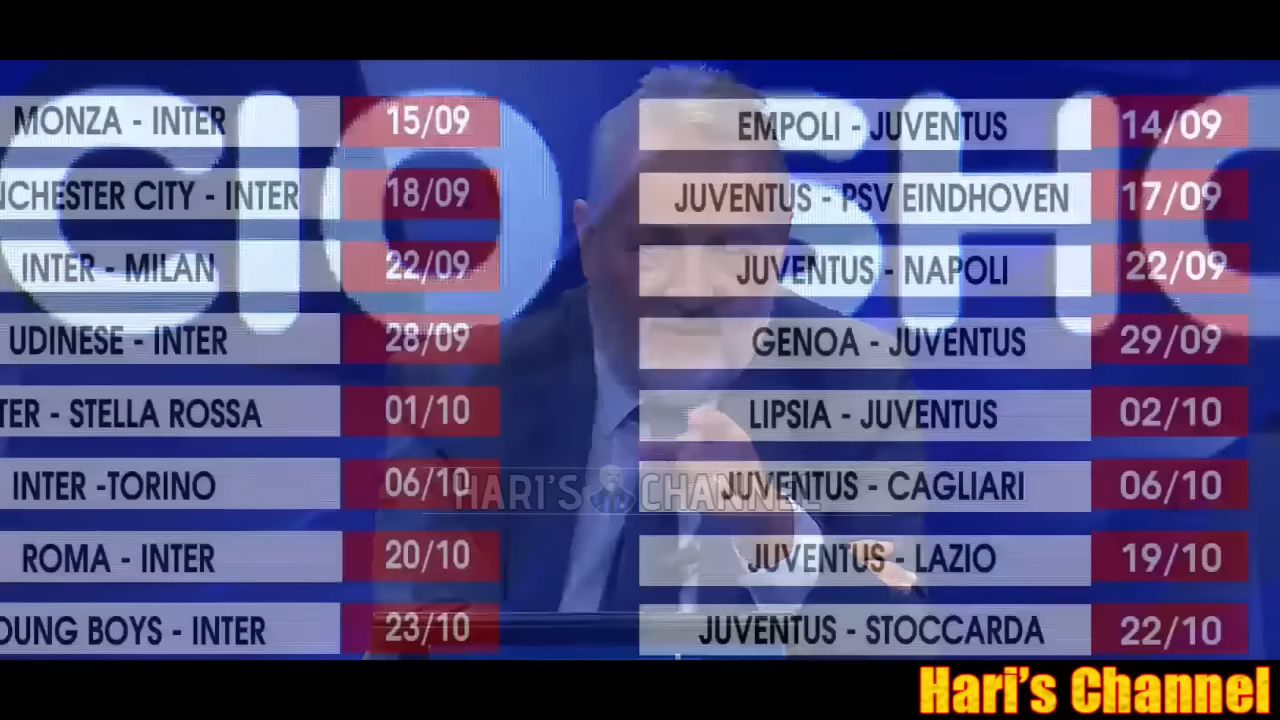 CIO SHO
MONZA - INTER 15/09
NCHESTER CITY - INTER 18/09
INTER - MILAN 22/09
UDINESE - INTER 28/09
TER - STELLA ROSSA 01/10
INTER -TORINO 06/10
ROMA - INTER 20/10
OUNG BOYS - INTER 23/10
EMPOLI - JUVENTUS 14/09
JUVENTUS - PSV EINDHOVEN 17/09
JUVENTUS - NAPOLI 22/09
GENOA - JUVENTUS 29/09
LIPSIA - JUVENTUS 02/10
JUVENTUS - CAGLIARI 06/10
JUVENTUS - LAZIO 19/10
JUVENTUS - STOCCARDA 22/10
HARI'S CHANNEL
Hari's Channel